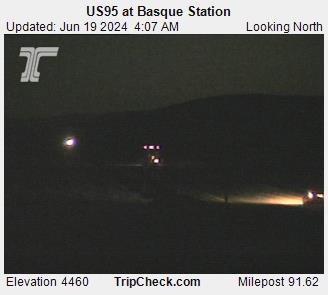 US95 at Basque Station
Updated: Jun 19 2024 4:07 AM Looking North
Elevation 4460 TripCheck.com Milepost 91.62